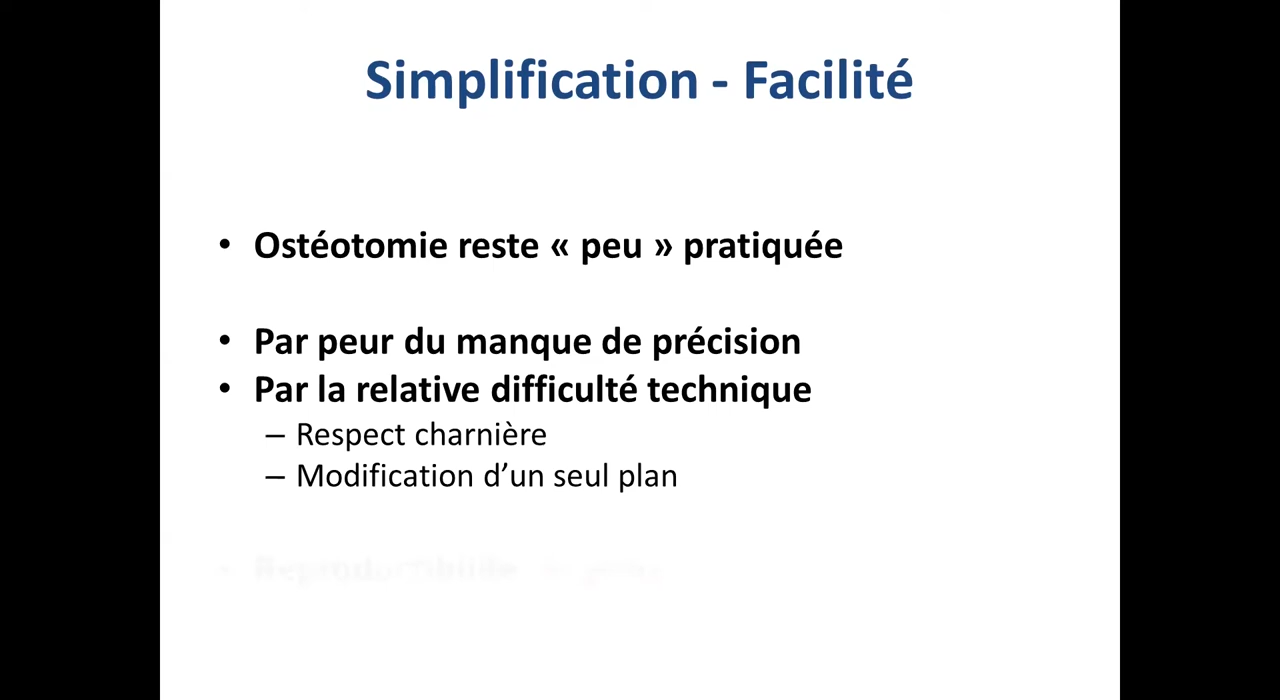 Simplification - Facilité
• Ostéotomie reste « peu » pratiquée
• Par peur du manque de précision
• Par la relative difficulté technique
– Respect charnière
– Modification d’un seul plan